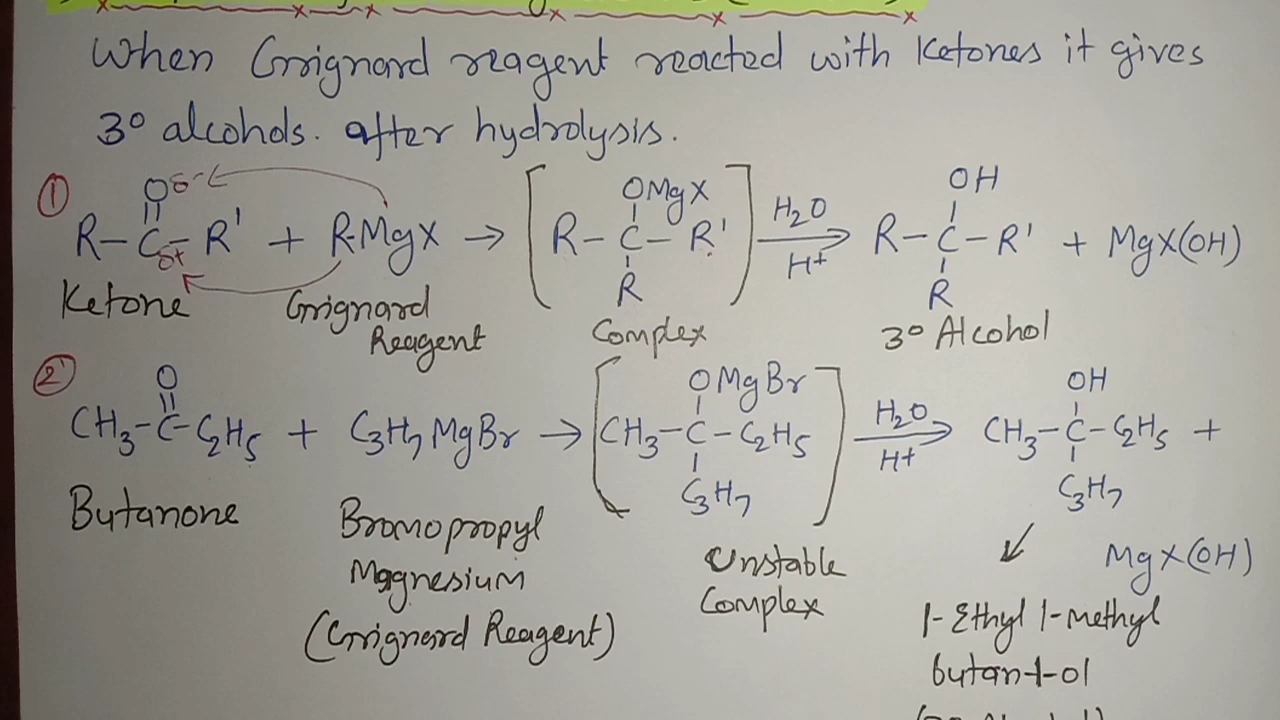 When Grignard reagent reacted with Ketones it gives
3° alcohols. after hydrolysis.
①
O δ-
||
R-C-R' + R-MgX → [R-C-R' H2O/H+ → R-C-R' + MgX(OH)
δ+
OMgX
OH
R
R
Ketone
Grignard
Reagent
Complex
3° Alcohol
②
O
||
CH3-C-C2H5 + C3H7MgBr → [CH3-C-C2H5] H2O/H+ → CH3-C-C2H5 +
OMgBr
OH
C3H7
C3H7
Butanone
Bromopropyl
Magnesium
(Grignard Reagent)
Unstable
Complex
MgX(OH)
1-Ethyl 1-methyl
butan-1-ol